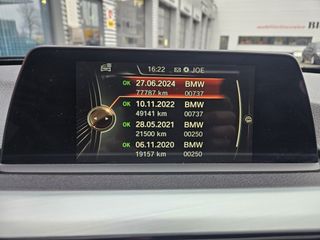 16:22 JOE
OK 27.06.2024 BMW
77787 km 00737
OK 10.11.2022 BMW
49141 km 00737
OK 28.05.2021 BMW
21500 km 00250
OK 06.11.2020 BMW
19157 km 00250